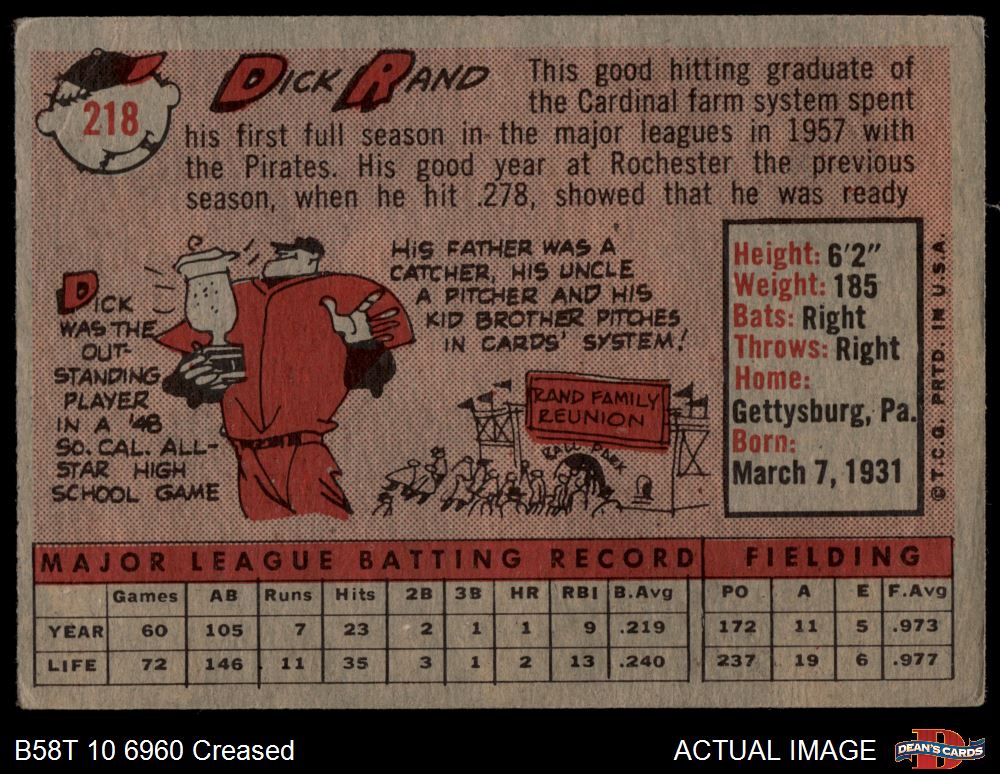 218
DICK RAND
This good hitting graduate of
the Cardinal farm system spent
his first full season in the major leagues in 1957 with
the Pirates. His good year at Rochester the previous
season, when he hit .278, showed that he was ready
DICK
WAS THE
OUT-
STANDING
PLAYER
IN A '48
SO. CAL. ALL-
STAR HIGH
SCHOOL GAME
HIS FATHER WAS A
CATCHER, HIS UNCLE
A PITCHER AND HIS
KID BROTHER PITCHES
IN CARDS' SYSTEM!
RAND FAMILY
REUNION
BALL PARK
Height: 6'2"
Weight: 185
Bats: Right
Throws: Right
Home:
Gettysburg, Pa.
Born:
March 7, 1931
© T.C.G. PRTD. IN U.S.A.
MAJOR LEAGUE BATTING RECORD FIELDING
Games AB Runs Hits 2B 3B HR RBI B.Avg PO A E F.Avg
YEAR 60 105 7 23 2 1 1 9 .219 172 11 5 .973
LIFE 72 146 11 35 3 1 2 13 .240 237 19 6 .977
B58T 10 6960 Creased
ACTUAL IMAGE
D
DEAN'S CARDS